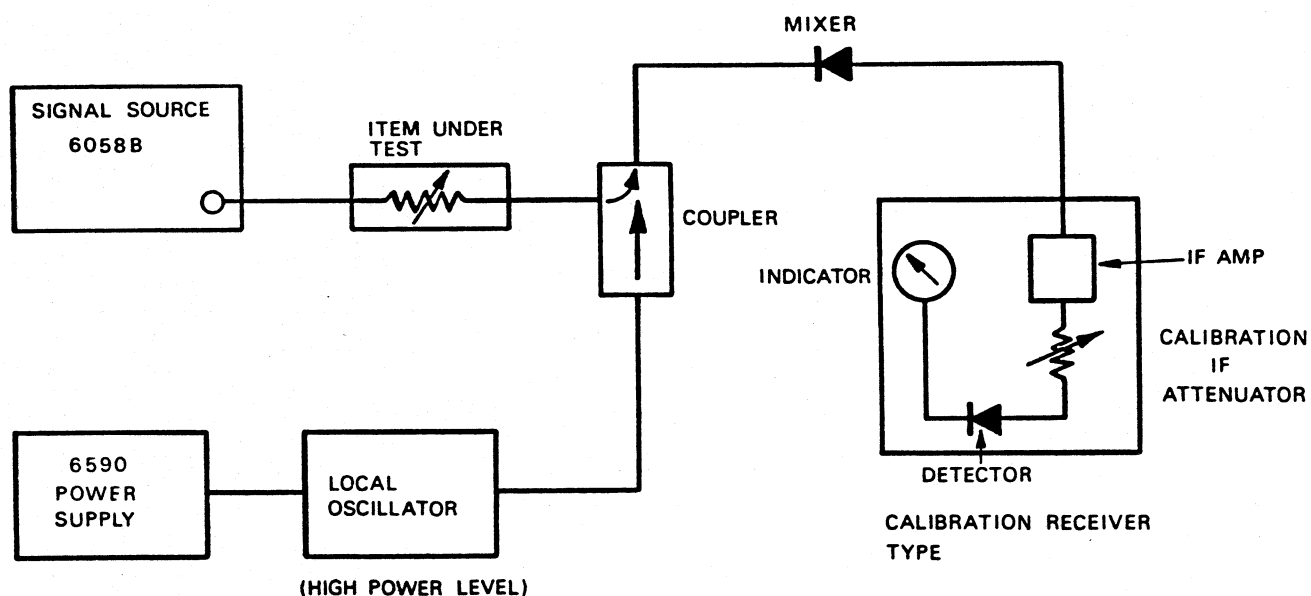 MIXER
SIGNAL SOURCE
6058B
ITEM UNDER
TEST
COUPLER
INDICATOR
IF AMP
CALIBRATION
IF
ATTENUATOR
DETECTOR
CALIBRATION RECEIVER
TYPE
6590
POWER
SUPPLY
LOCAL
OSCILLATOR
(HIGH POWER LEVEL)